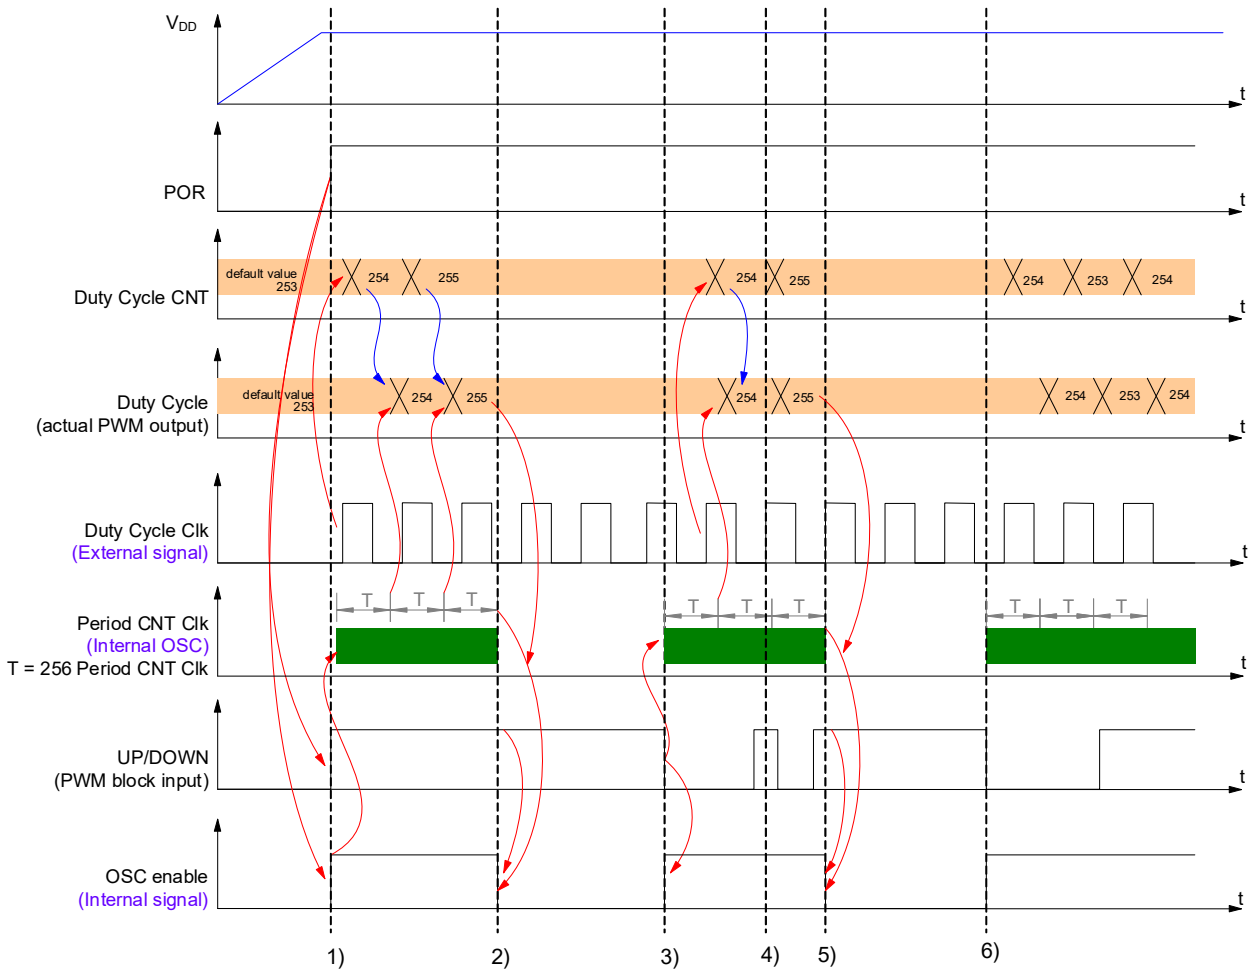 VDD
t
POR
t
default value
253
254
255
254
255
254
253
254
Duty Cycle CNT
t
default value
253
254
255
254
255
254
253
254
Duty Cycle
(actual PWM output)
t
Duty Cycle Clk
(External signal)
t
T
T
T
T
T
T
T
T
T
Period CNT Clk
(Internal OSC)
T = 256 Period CNT Clk
t
UP/DOWN
(PWM block input)
t
OSC enable
(Internal signal)
t
1)
2)
3)
4)
5)
6)